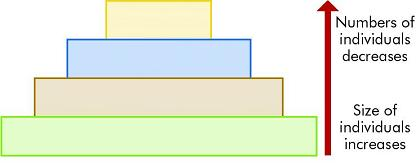 Numbers of
individuals
decreases
Size of
individuals
increases